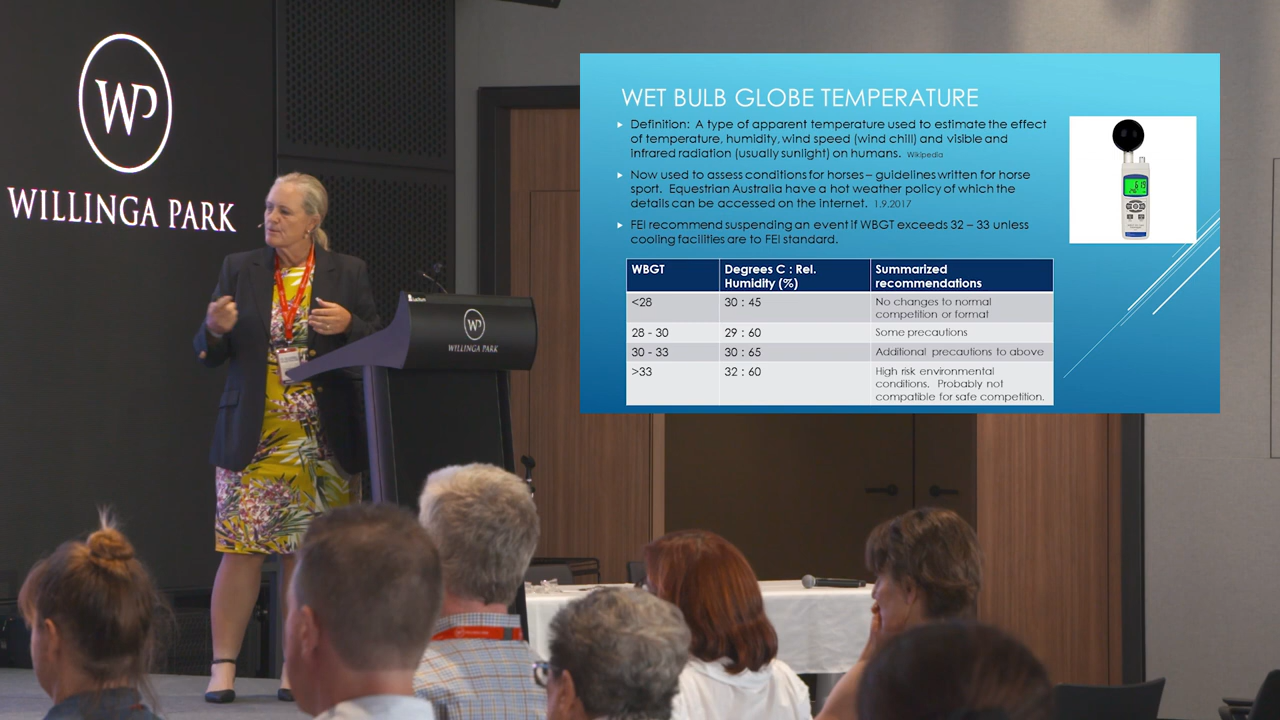 WP
WILLINGA PARK
WP
WILLINGA PARK
WET BULB GLOBE TEMPERATURE
Definition: A type of apparent temperature used to estimate the effect
of temperature, humidity, wind speed (wind chill) and visible and
infrared radiation (usually sunlight) on humans. Wikipedia
Now used to assess conditions for horses – guidelines written for horse
sport. Equestrian Australia have a hot weather policy of which the
details can be accessed on the internet. 1.9.2017
FEI recommend suspending an event if WBGT exceeds 32 – 33 unless
cooling facilities are to FEI standard.
WBGT Degrees C : Rel. Summarized
Humidity (%) recommendations
<28 30 : 45 No changes to normal
competition or format
28 - 30 29 : 60 Some precautions
30 - 33 30 : 65 Additional precautions to above
>33 32 : 60 High risk environmental
conditions. Probably not
compatible for safe competition.